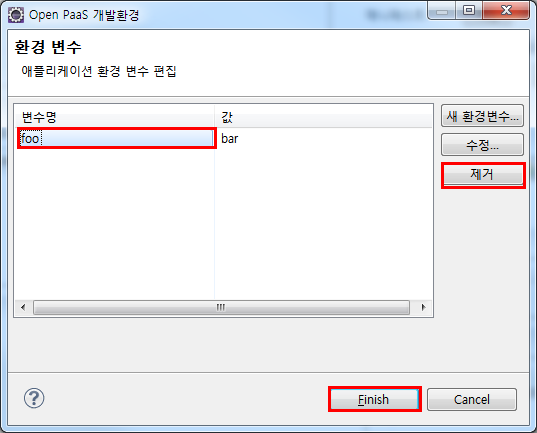 Open PaaS 개발환경
환경 변수
애플리케이션 환경 변수 편집
변수명 값
foo bar
새 환경변수...
수정...
제거
Finish Cancel